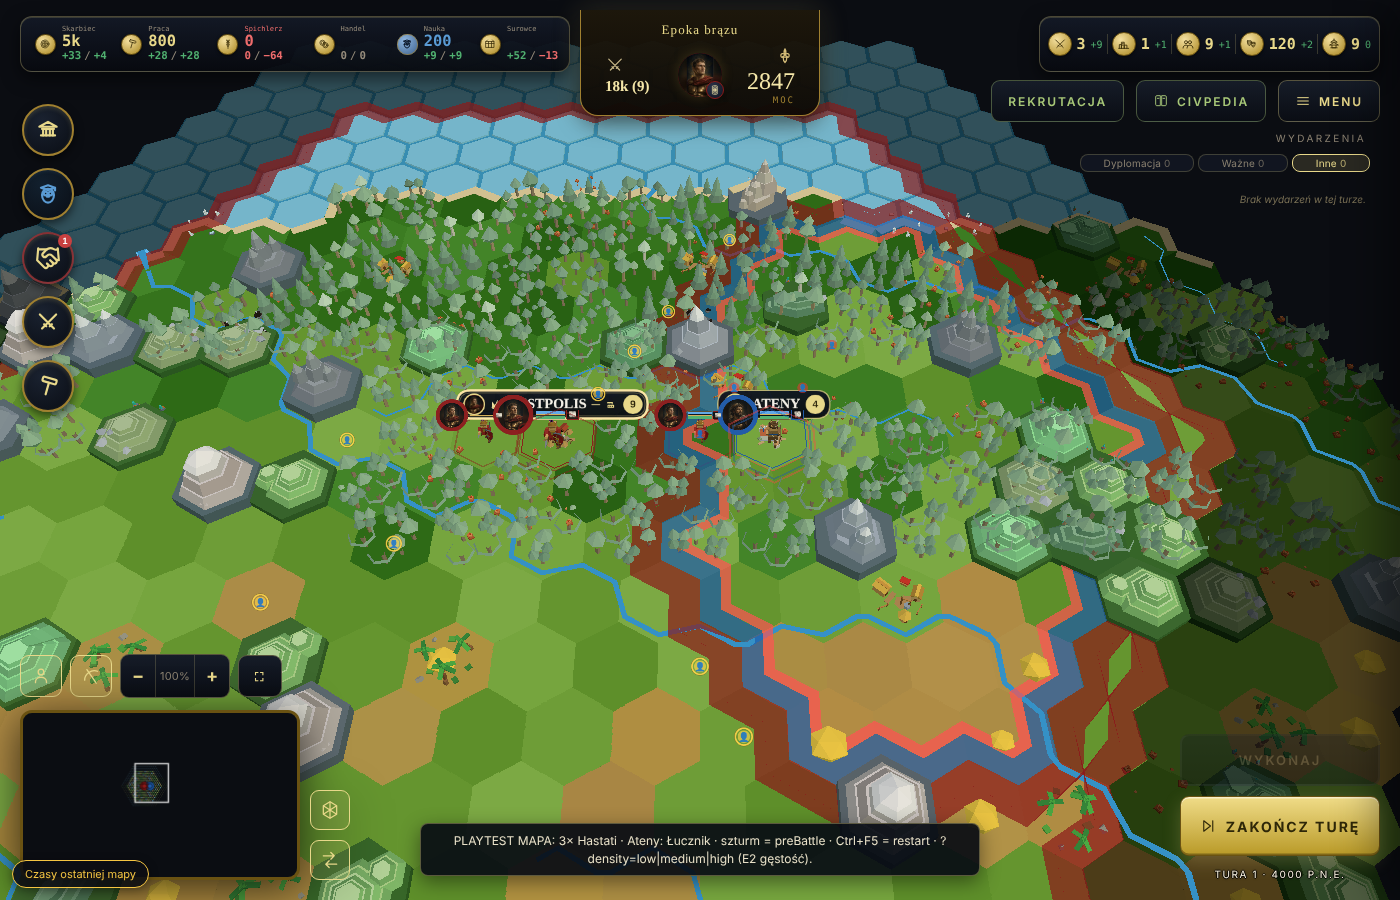 Skarbiec
5k
+33 / +4
Praca
800
+28 / +28
Spichlerz
0
0 / −64
Handel
0 / 0
Nauka
200
+9 / +9
Surowce
+52 / −13
Epoka brązu
18k (9)
2847
MOC
3 +9
1 +1
9 +1
120 +2
9 0
REKRUTACJA
CIVPEDIA
MENU
WYDARZENIA
Dyplomacja 0
Ważne 0
Inne 0
Brak wydarzeń w tej turze.
1
STPOLIS
9
ATENY
4
100%
Czasy ostatniej mapy
PLAYTEST MAPA: 3× Hastati · Ateny: Łucznik · szturm = preBattle · Ctrl+F5 = restart · ?
density=low|medium|high (E2 gęstość).
WYKONAJ
ZAKOŃCZ TURĘ
TURA 1 · 4000 P.N.E.